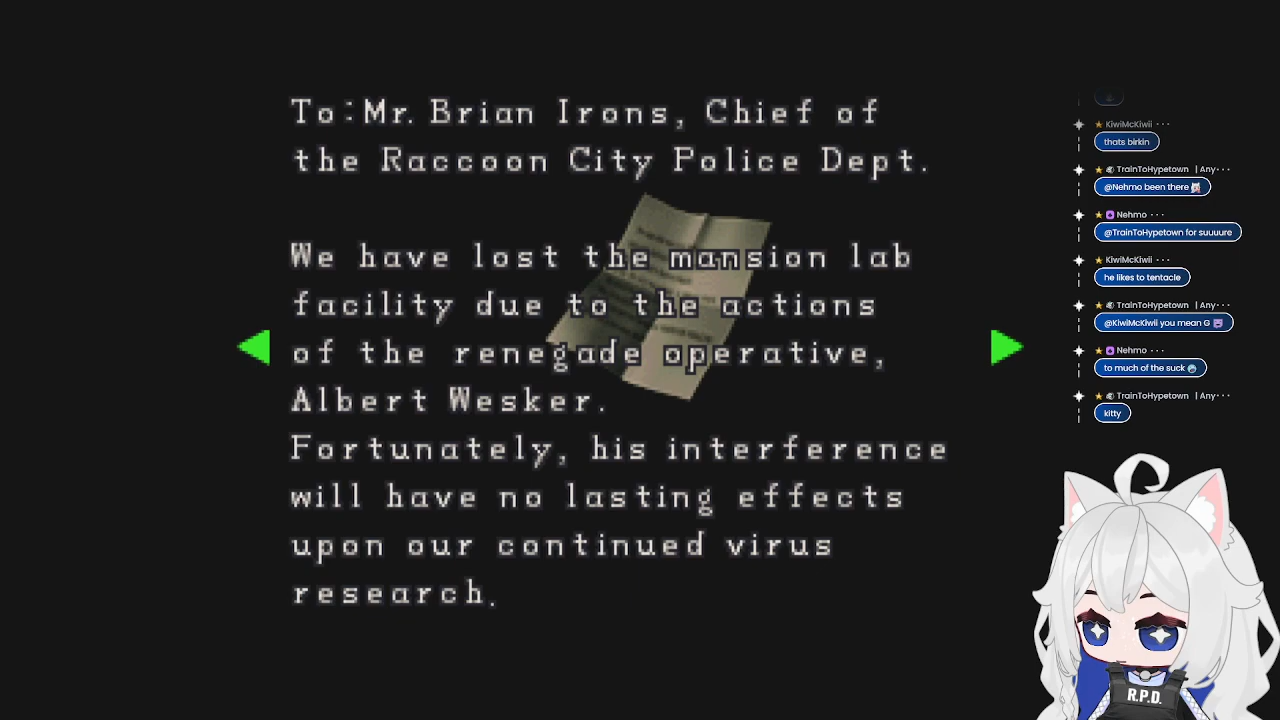 To:Mr. Brian Irons, Chief of
the Raccoon City Police Dept.
We have lost the mansion lab
facility due to the actions
of the renegade operative,
Albert Wesker.
Fortunately, his interference
will have no lasting effects
upon our continued virus
research.
KiwiMcKiwii ···
thats birkin
TrainToHypetown | Any···
@Nehmo been there
Nehmo ···
@TrainToHypetown for suuuure
KiwiMcKiwii ···
he likes to tentacle
TrainToHypetown | Any···
@KiwiMcKiwii you mean G
Nehmo ···
to much of the suck
TrainToHypetown | Any···
kitty
R.P.D.